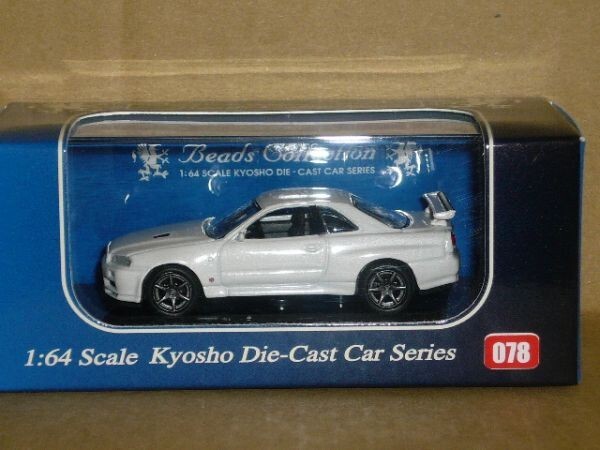 Beads Collection
1:64 SCALE KYOSHO DIE-CAST CAR SERIES
1:64 Scale Kyosho Die-Cast Car Series
078